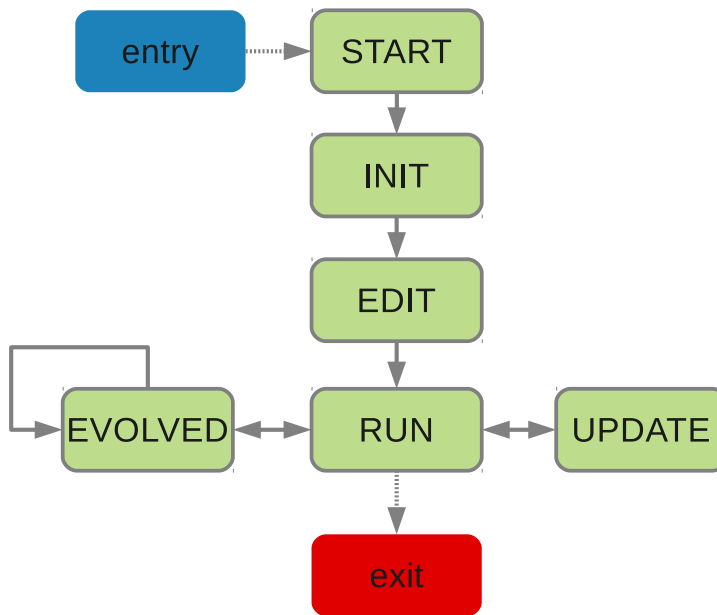 entry
START
INIT
EDIT
EVOLVED
RUN
UPDATE
exit